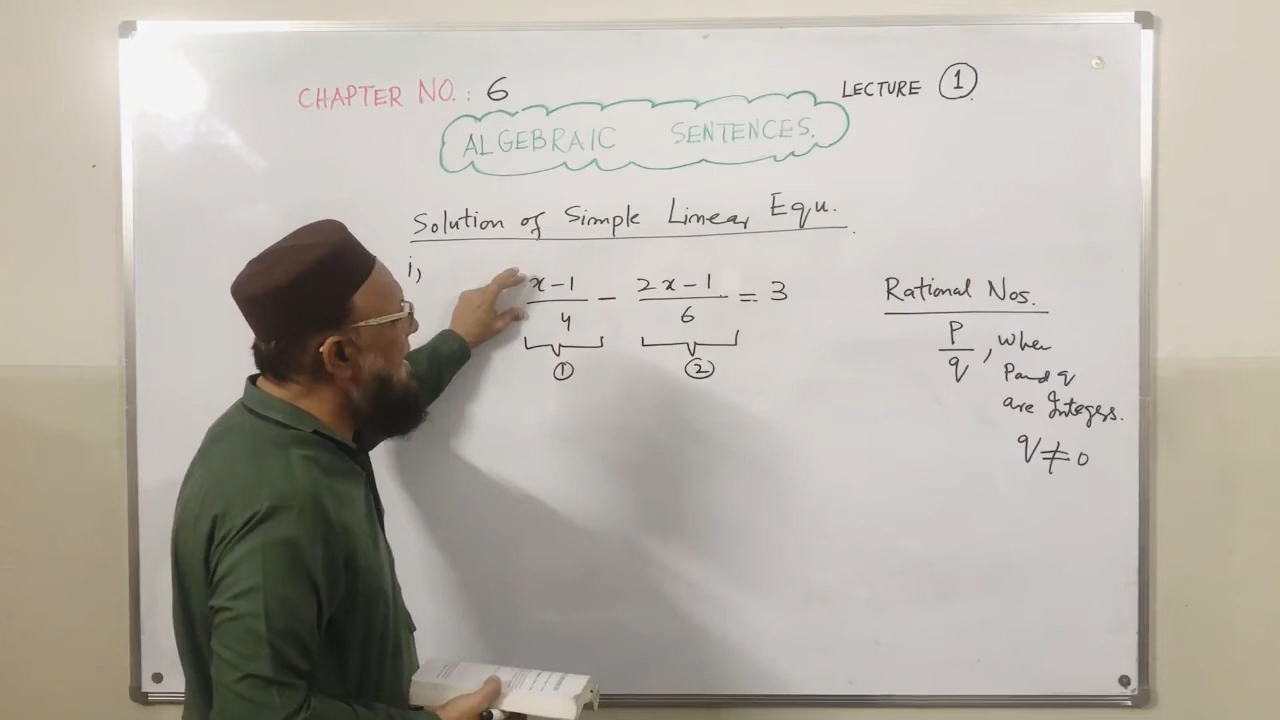 CHAPTER NO.: 6
LECTURE 1
ALGEBRAIC SENTENCES.
Solution of Simple Linear Equ.
i,
x-1/4 - 2x-1/6 = 3
1 2
Rational Nos.
P/q, when
P and q
are Integers.
q ≠ 0